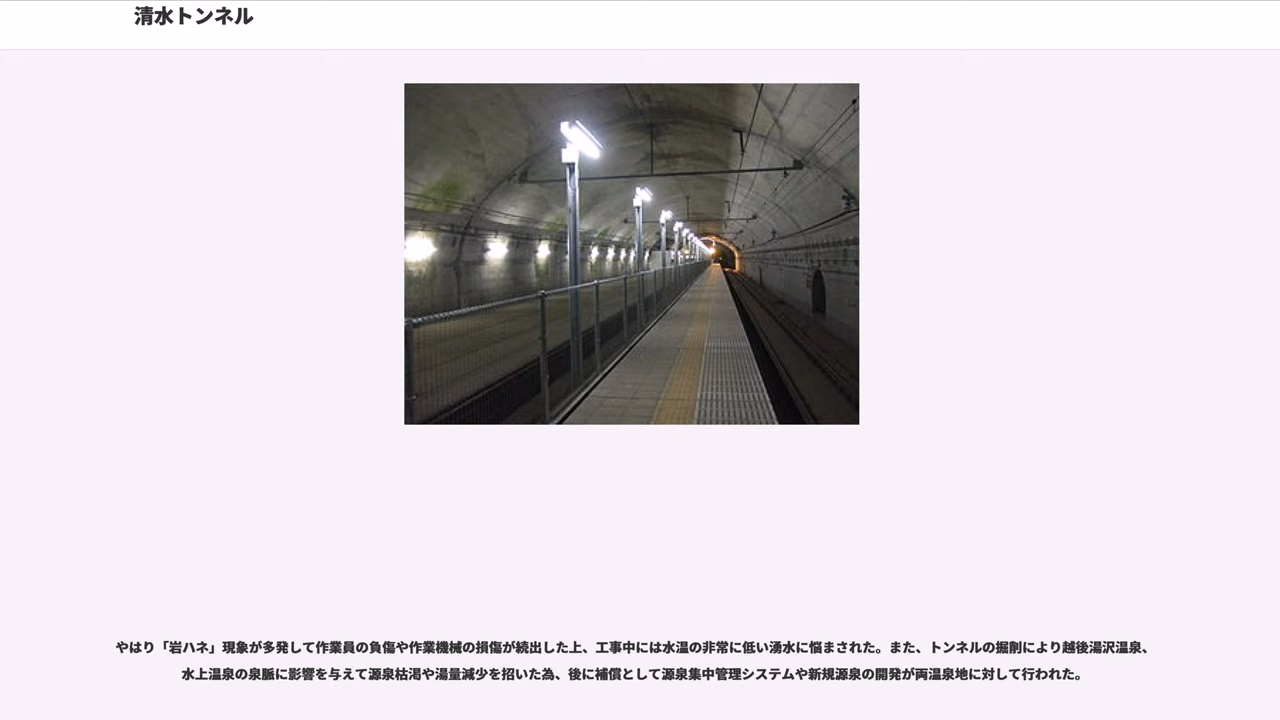 清水トンネル
やはり「岩ハネ」現象が多発して作業員の負傷や作業機械の損傷が続出した上、工事中には水温の非常に低い湧水に悩まされた。また、トンネルの掘削により越後湯沢温泉、
水上温泉の泉脈に影響を与えて源泉枯渇や湯量減少を招いた為、後に補償として源泉集中管理システムや新規源泉の開発が両温泉地に対して行われた。